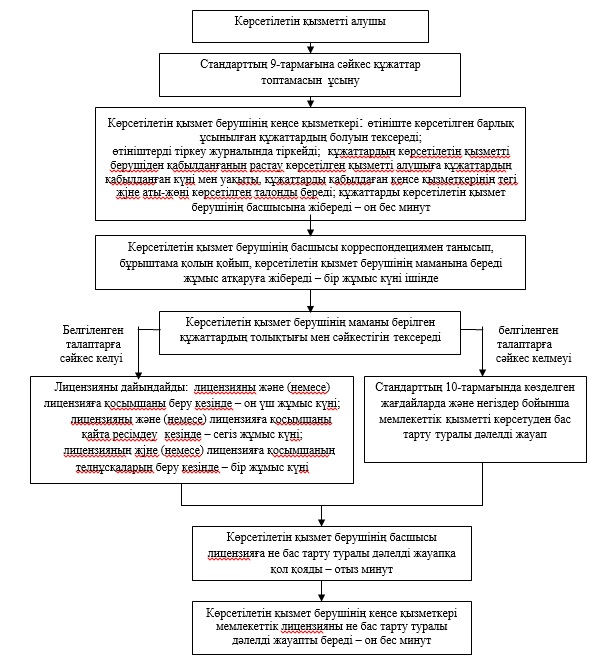 Көрсетілетін қызметті алушы
Стандарттың 9-тармағына сәйкес құжаттар
топтамасын ұсыну
Көрсетілетін қызмет берушінің кеңсе қызметкері: өтініште көрсетілген барлық
ұсынылған құжаттардың болуын тексереді;
өтініштерді тіркеу журналында тіркейді; құжаттардың көрсетілетін қызметті
берушіден қабылданғанын растау көрсетілген қызметті алушыға құжаттардың
қабылданған күні мен уақыты, құжаттарды қабылдаған кеңсе қызметкерінің тегі
жіне аты-жөні көрсетілген талонды береді; құжаттарды көрсетілетін қызмет
берушінің басшысына жібереді – он бес минут
Көрсетілетін қызмет берушінің басшысы корреспондециямен танысып,
бұрыштама қолын қойып, көрсетілетін қызмет берушінің маманына береді
жұмыс атқаруға жібереді – бір жұмыс күні ішінде
Көрсетілетін қызмет берушінің маманы берілген
құжаттардың толықтығы мен сәйкестігін тексереді
Белгіленген
талаптарға
сәйкес келуі
белгіленген
талаптарға
сәйкес келмеуі
Лицензияны дайындайды: лицензияны және (немесе)
лицензияға қосымшаны беру кезінде – он үш жұмыс күні;
лицензияны және (немесе) лицензияға қосымшаны
қайта ресімдеу кезінде – сегіз жұмыс күні;
лицензияның жіне (немесе) лицензияға қосымшаның
телнұсқаларын беру кезінде – бір жұмыс күні
Стандарттың 10-тармағында көзделген
жағдайларда және негіздер бойынша
мемлекеттік қызметті көрсетуден бас
тарту туралы дәлелді жауап
Көрсетілетін қызмет берушінің басшысы
лицензияға не бас тарту туралы дәлелді жауапқа
қол қояды – отыз минут
Көрсетілетін қызмет берушінің кеңсе қызметкері
мемлекеттік лицензияны не бас тарту туралы
дәлелді жауапты береді – он бес минут